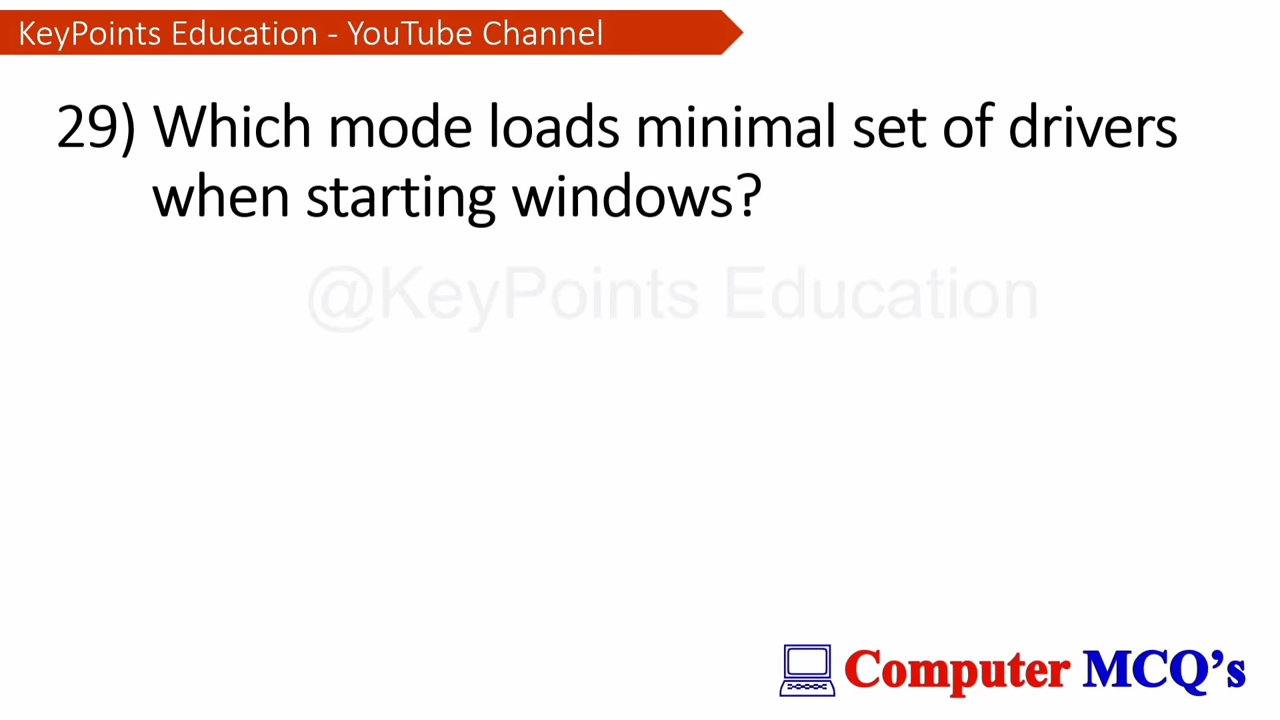 KeyPoints Education - YouTube Channel
29) Which mode loads minimal set of drivers
when starting windows?
@KeyPoints Education
Computer MCQ’s